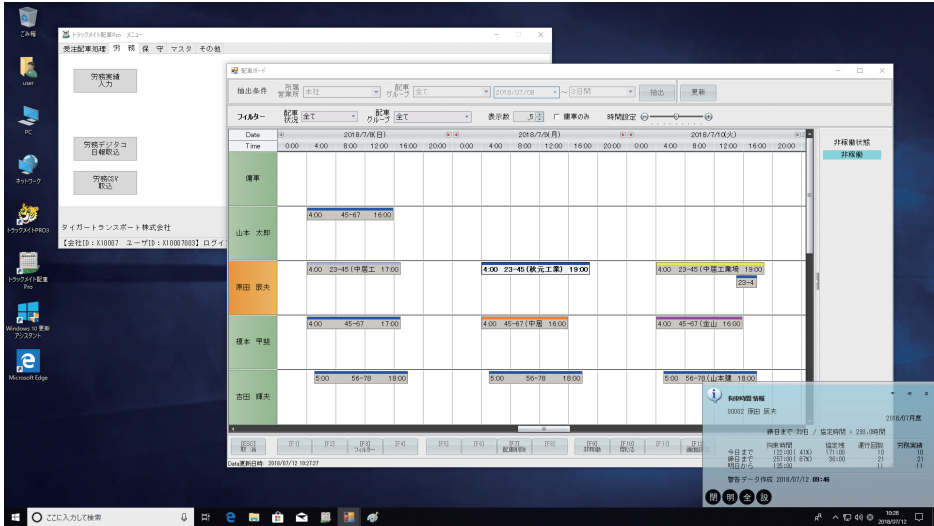 ごみ箱
user
PC
ネットワーク
トラックメイトPRO3
トラックメイト配車
Pro
Windows 10 更新
アシスタント
Microsoft Edge
トラックメイト配車Pro メニュー
受注配車処理 労 務 保 守 マスタ その他
労務実績
入力
労務デジタコ
日報取込
労務CSV
取込
タイガートランスポート株式会社
【会社ID:X10007 ユーザID:X10007003】ログイ
配車ボード
抽出条件 所属営業所 本社 配車グループ 全て 2018/07/08 ~ 3日間 抽出 更新
フィルター 配車状況 全て 配車グループ 全て 表示数 5 傭車のみ 時間設定
Date 2018/7/8(日) 2018/7/9(月) 2018/7/10(火)
Time 0:00 4:00 8:00 12:00 16:00 20:00 0:00 4:00 8:00 12:00 16:00 20:00 0:00 4:00 8:00 12:00 16:00 20:00
非稼働状態
非稼働
傭車
山本 太郎
4:00 45-67 16:00
原田 辰夫
4:00 23-45(中居工 17:00
4:00 23-45(秋元工業) 19:00
4:00 23-45(中居工業埼 19:00
23-4
榎本 甲斐
4:00 45-67 17:00
4:00 45-67(中居 16:00
4:00 45-67(金山 16:00
吉田 輝夫
5:00 56-78 18:00
5:00 56-78 18:00
5:00 56-78(山本建 18:00
[ESC] 取 消 [F1] [F2] [F3] フィルター [F4] [F5] [F6] [F7] 配車削除 [F8] [F9] 非稼働 [F10] 閉じる [F11] [F12]
Data更新日時: 2018/07/12 10:27:27
拘束時間情報
00002 原田 辰夫
2018/07月度
締日まで 20日 / 協定時間 = 293.0時間
拘束時間 協定残 運行回数 労務実績
今日まで 122:00( 41%) 171:00 10 10
締日まで 257:00( 87%) 36:00 21 21
明日から 135:00 11 11
警告データ作成 2018/07/12 09:46
閉 明 全 設
ここに入力して検索
10:28
2018/07/12